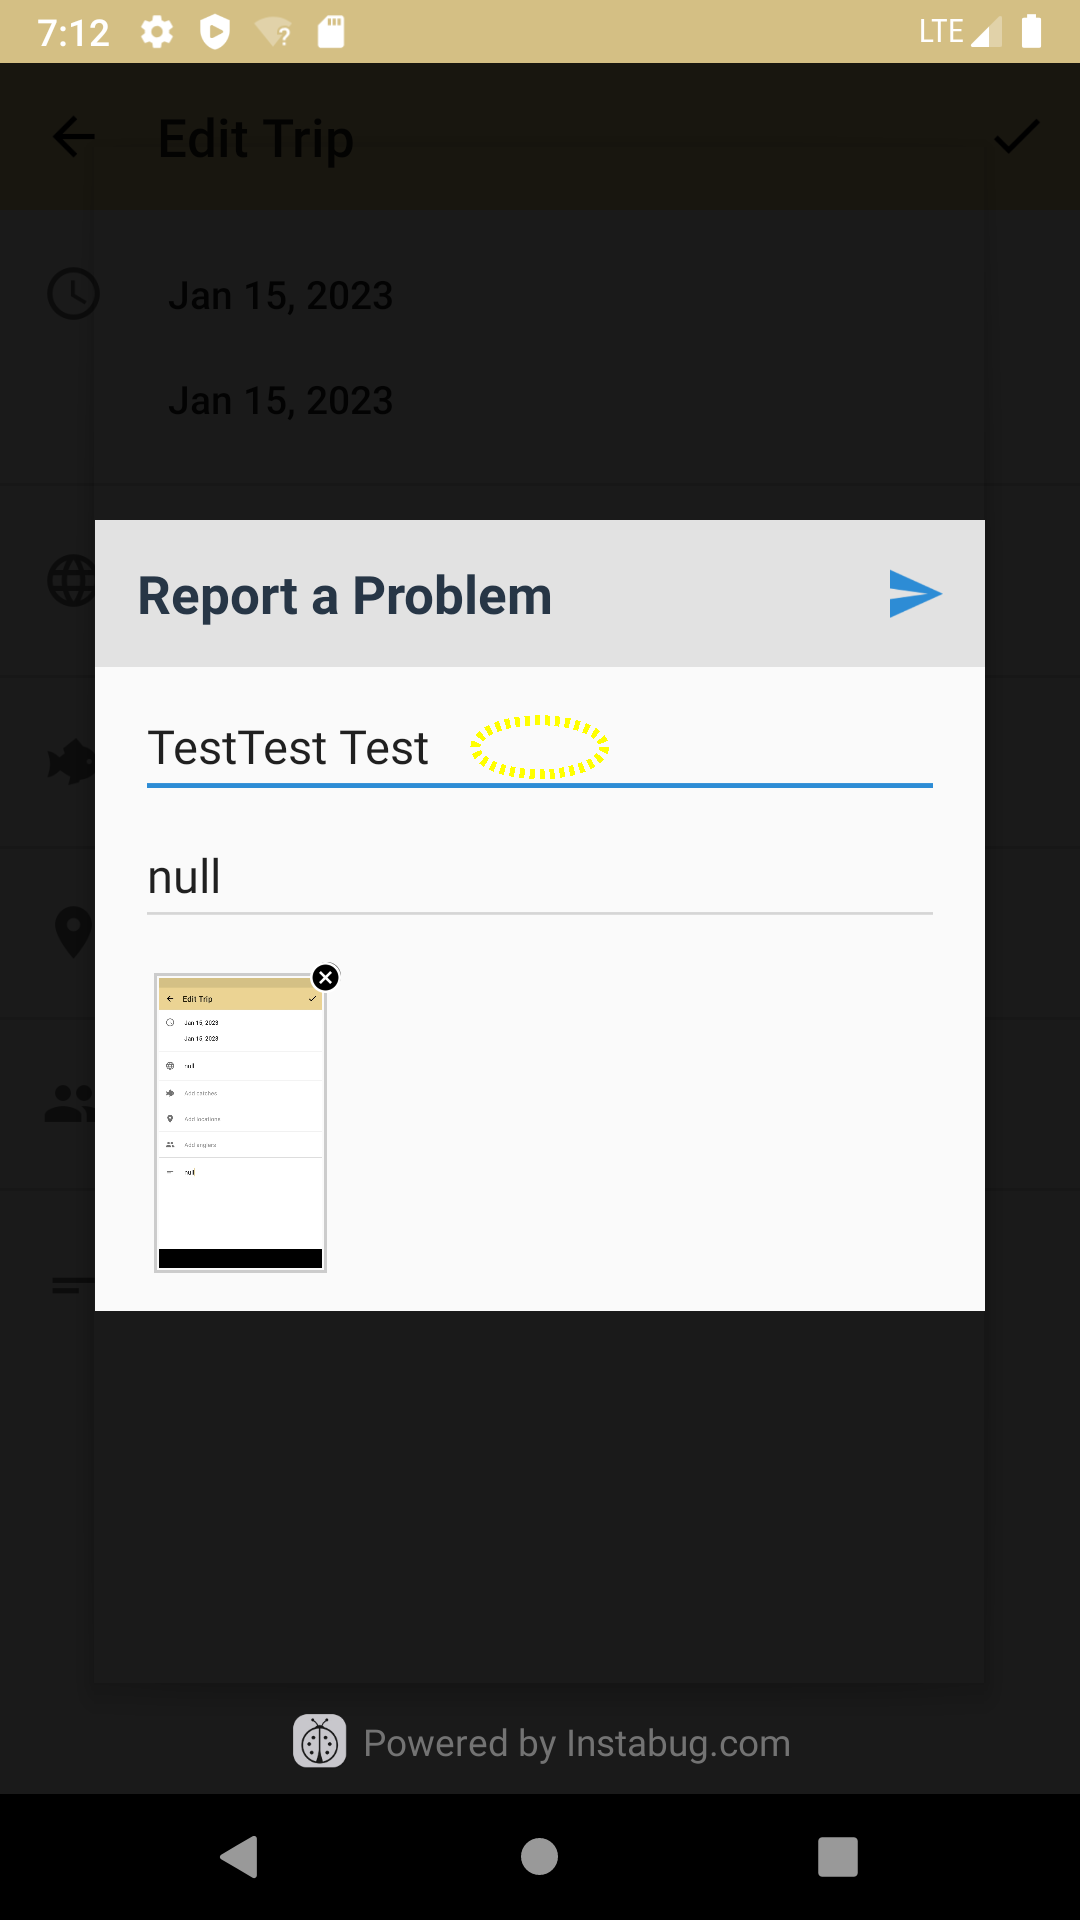 7:12 LTE
Edit Trip
Jan 15, 2023
Jan 15, 2023
Report a Problem
TestTest Test
null
Edit Trip
Jan 15, 2023
Jan 15, 2023
null
Add catches
Add locations
Add anglers
null
Powered by Instabug.com